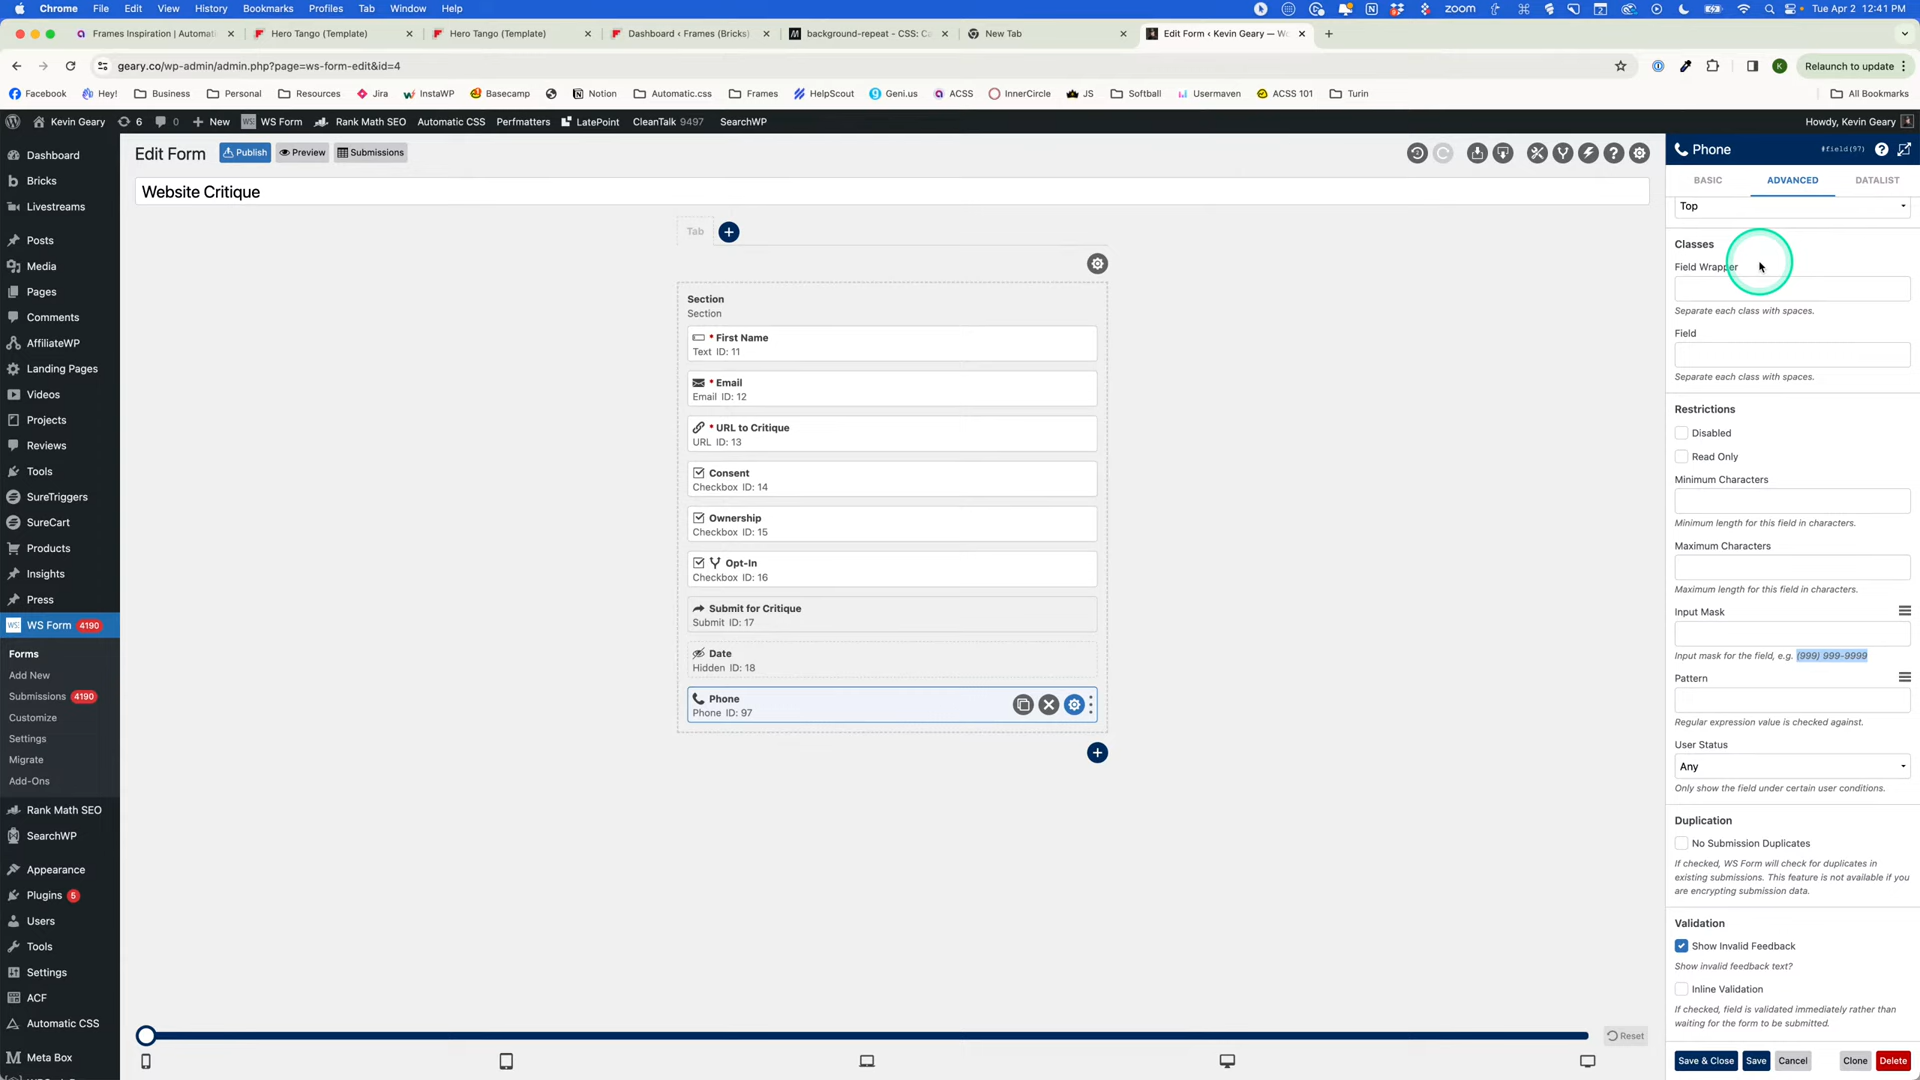 Chrome File Edit View History Bookmarks Profiles Tab Window Help zoom Tue Apr 2 12:41 PM
Frames Inspiration | Automat Hero Tango (Template) Hero Tango (Template) Dashboard ‹ Frames (Bricks) background-repeat - CSS: Ca New Tab Edit Form ‹ Kevin Geary — W
geary.co/wp-admin/admin.php?page=ws-form-edit&id=4 Relaunch to update
Facebook Hey! Business Personal Resources Jira InstaWP Basecamp Notion Automatic.css Frames HelpScout Geni.us ACSS InnerCircle JS Softball Usermaven ACSS 101 Turin All Bookmarks
Kevin Geary 6 0 New WS Form Rank Math SEO Automatic CSS Perfmatters LatePoint CleanTalk 9497 SearchWP Howdy, Kevin Geary
Dashboard
Bricks
Livestreams
Posts
Media
Pages
Comments
AffiliateWP
Landing Pages
Videos
Projects
Reviews
Tools
SureTriggers
SureCart
Products
Insights
Press
WS Form 4190
Forms
Add New
Submissions 4190
Customize
Settings
Migrate
Add-Ons
Rank Math SEO
SearchWP
Appearance
Plugins 5
Users
Tools
Settings
ACF
Automatic CSS
Meta Box
Edit Form Publish Preview Submissions
Website Critique
Tab
Section
Section
* First Name
Text ID: 11
* Email
Email ID: 12
* URL to Critique
URL ID: 13
Consent
Checkbox ID: 14
Ownership
Checkbox ID: 15
Opt-In
Checkbox ID: 16
Submit for Critique
Submit ID: 17
Date
Hidden ID: 18
Phone
Phone ID: 97
Reset
Phone #field(97)
BASIC ADVANCED DATALIST
Top
Classes
Field Wrapper
Separate each class with spaces.
Field
Separate each class with spaces.
Restrictions
Disabled
Read Only
Minimum Characters
Minimum length for this field in characters.
Maximum Characters
Maximum length for this field in characters.
Input Mask
Input mask for the field, e.g. (999) 999-9999
Pattern
Regular expression value is checked against.
User Status
Any
Only show the field under certain user conditions.
Duplication
No Submission Duplicates
If checked, WS Form will check for duplicates in
existing submissions. This feature is not available if you
are encrypting submission data.
Validation
Show Invalid Feedback
Show invalid feedback text?
Inline Validation
If checked, field is validated immediately rather than
waiting for the form to be submitted.
Save & Close Save Cancel Clone Delete